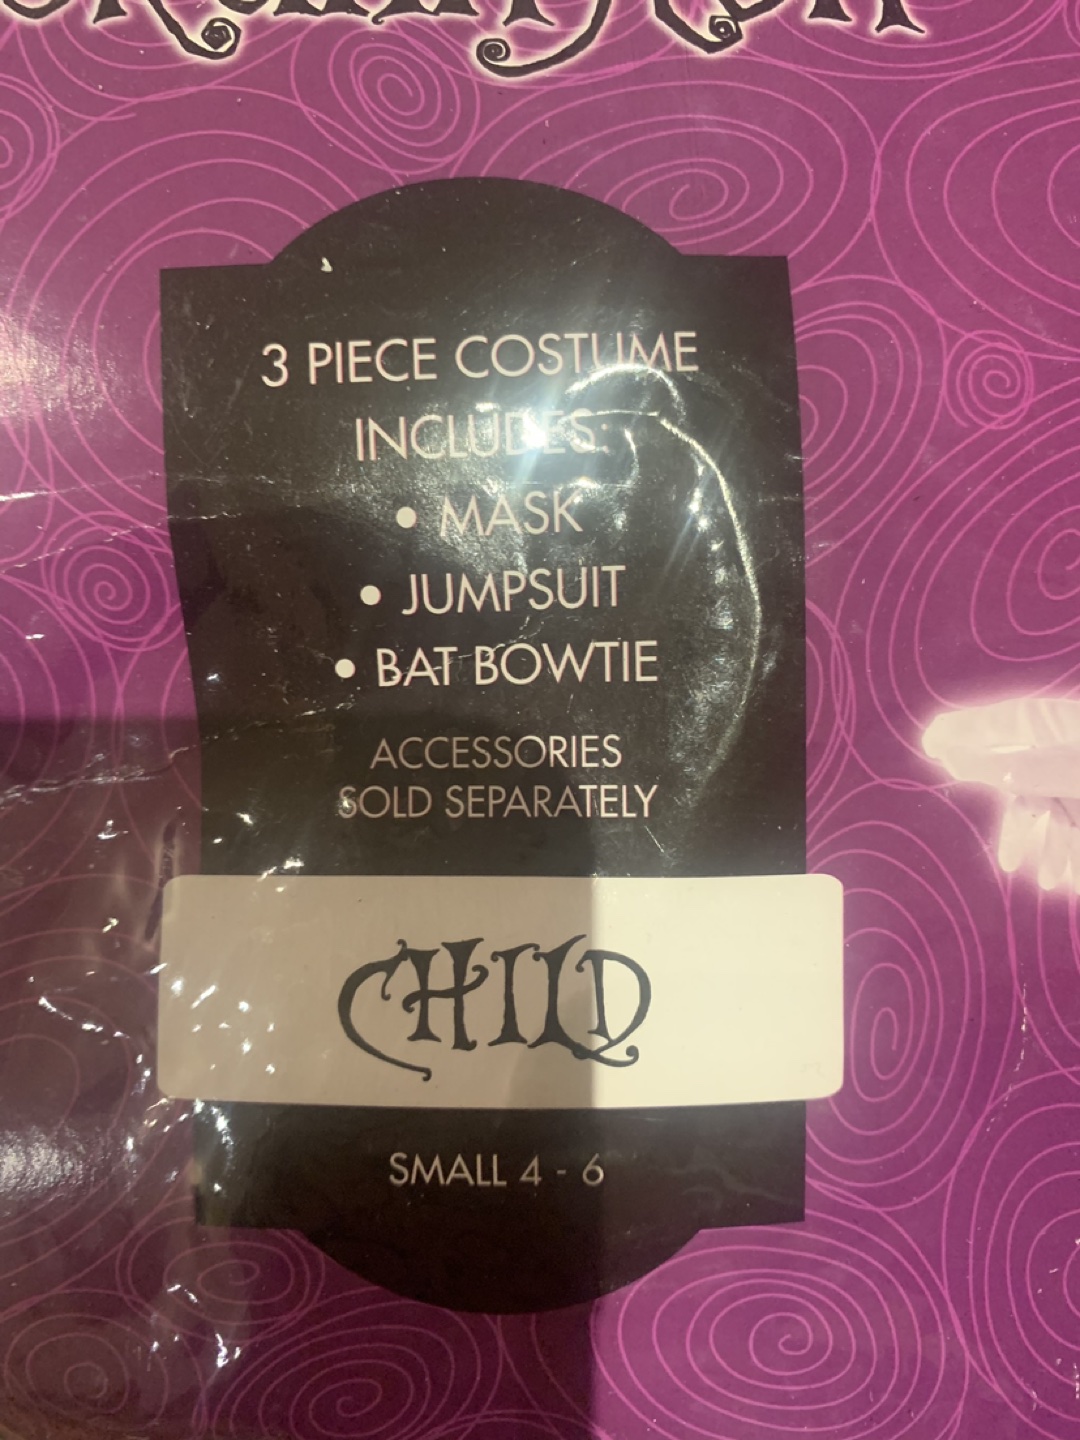 3 PIECE COSTUME
INCLUDES:
• MASK
• JUMPSUIT
• BAT BOWTIE
ACCESSORIES
SOLD SEPARATELY
CHILD
SMALL 4 - 6